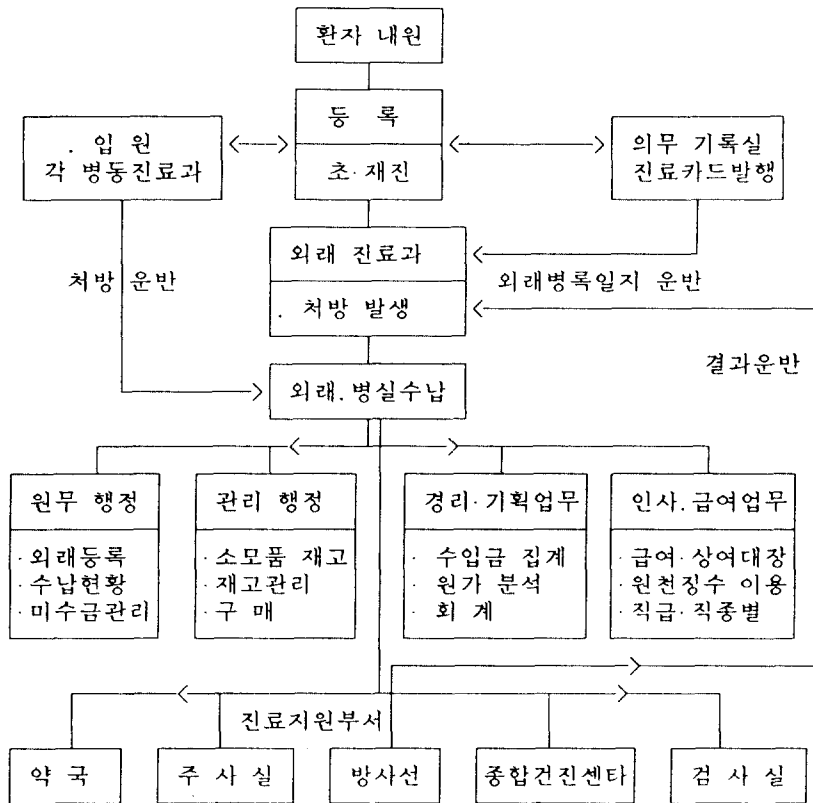 환자 내원
등 록
. 입 원
각 병동진료과
의무 기록실
진료카드발행
초·재진
외래 진료과
처방 운반
외래병록일지 운반
. 처방 발생
결과운반
외래.병실수납
원무 행정
·외래등록
·수납현황
·미수금관리
관리 행정
·소모품 재고
·재고관리
·구 매
경리·기획업무
· 수입금 집계
· 원가 분석
· 회 계
인사.급여업무
·급여·상여대장
·원천징수 이용
·직급·직종별
진료지원부서
약 국
주 사 실
방사선
종합건진센타
검 사 실